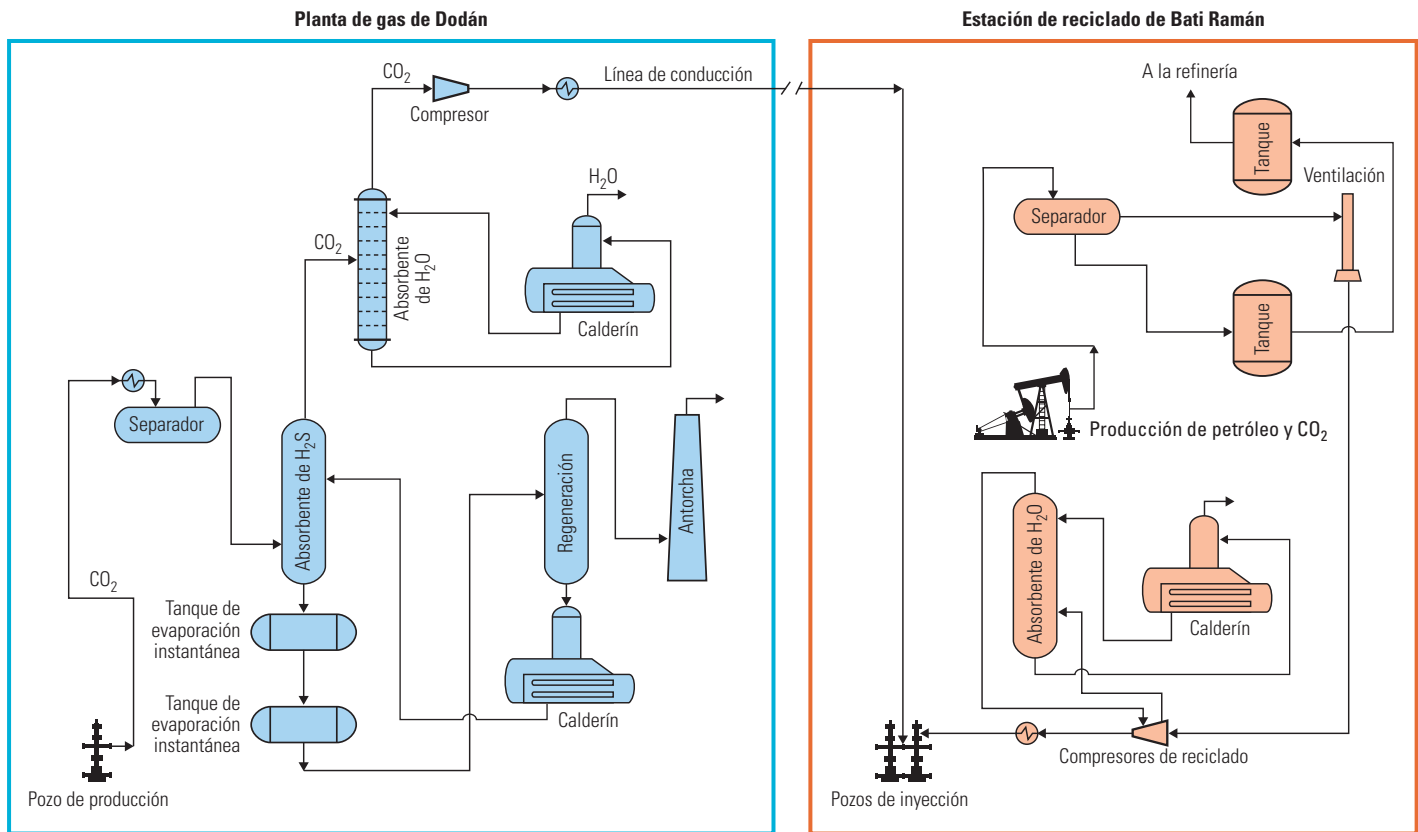 Planta de gas de Dodán
CO2
Compresor
Línea de conducción
H2O
CO2
Absorbente
de H2O
Calderín
Separador
Absorbente de H2S
Regeneración
Antorcha
CO2
Tanque de
evaporación
instantánea
Tanque de
evaporación
instantánea
Calderín
Pozo de producción
Estación de reciclado de Bati Ramán
A la refinería
Tanque
Ventilación
Separador
Tanque
Producción de petróleo y CO2
Absorbente de H2O
Calderín
Compresores de reciclado
Pozos de inyección